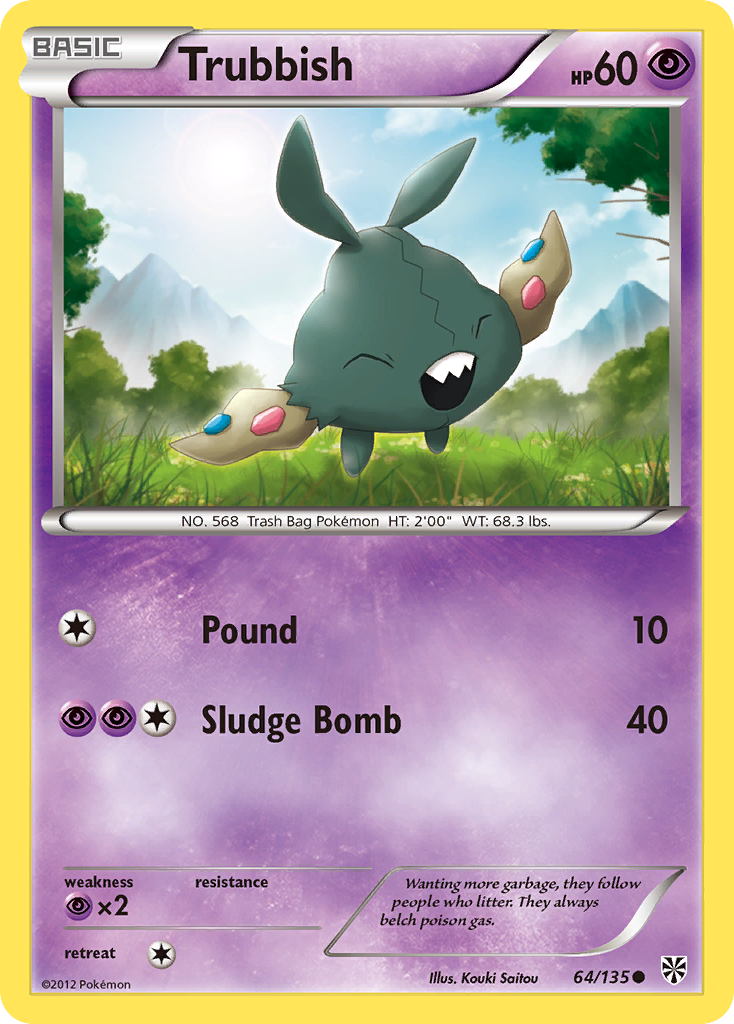 BASIC
Trubbish
HP60
NO. 568 Trash Bag Pokémon HT: 2'00" WT: 68.3 lbs.
Pound 10
Sludge Bomb 40
weakness resistance
×2
retreat
Wanting more garbage, they follow
people who litter. They always
belch poison gas.
©2012 Pokémon
Illus. Kouki Saitou
64/135